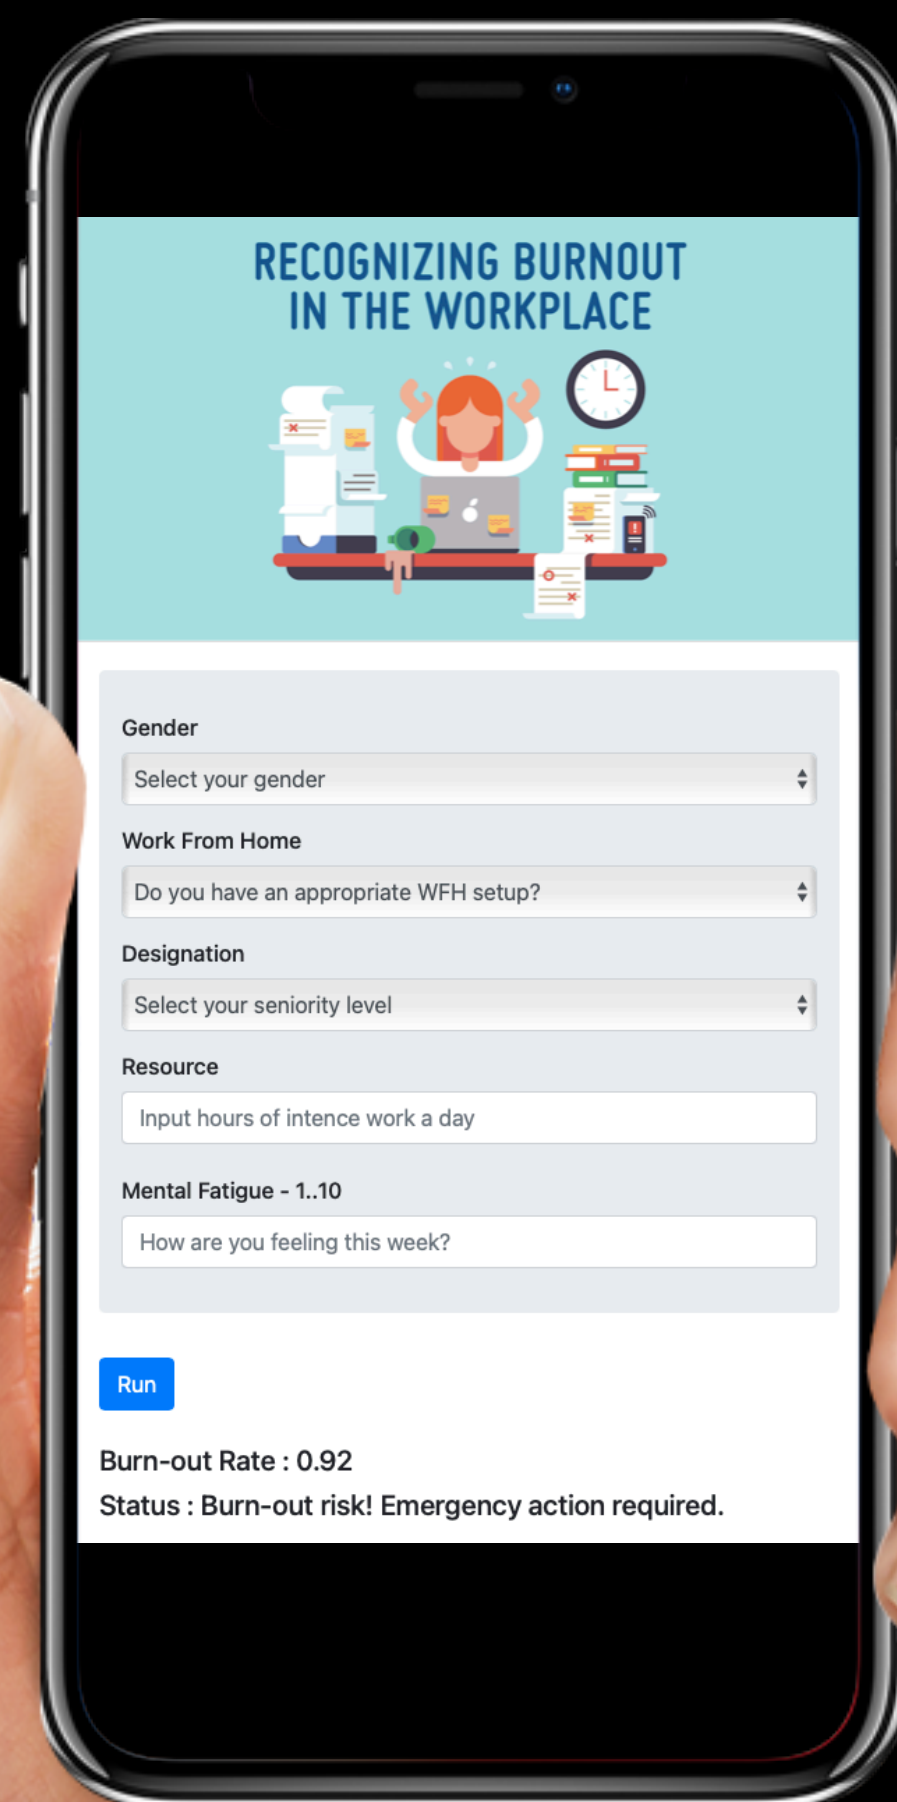 RECOGNIZING BURNOUT
IN THE WORKPLACE
Gender
Select your gender
Work From Home
Do you have an appropriate WFH setup?
Designation
Select your seniority level
Resource
Input hours of intence work a day
Mental Fatigue - 1..10
How are you feeling this week?
Run
Burn-out Rate : 0.92
Status : Burn-out risk! Emergency action required.